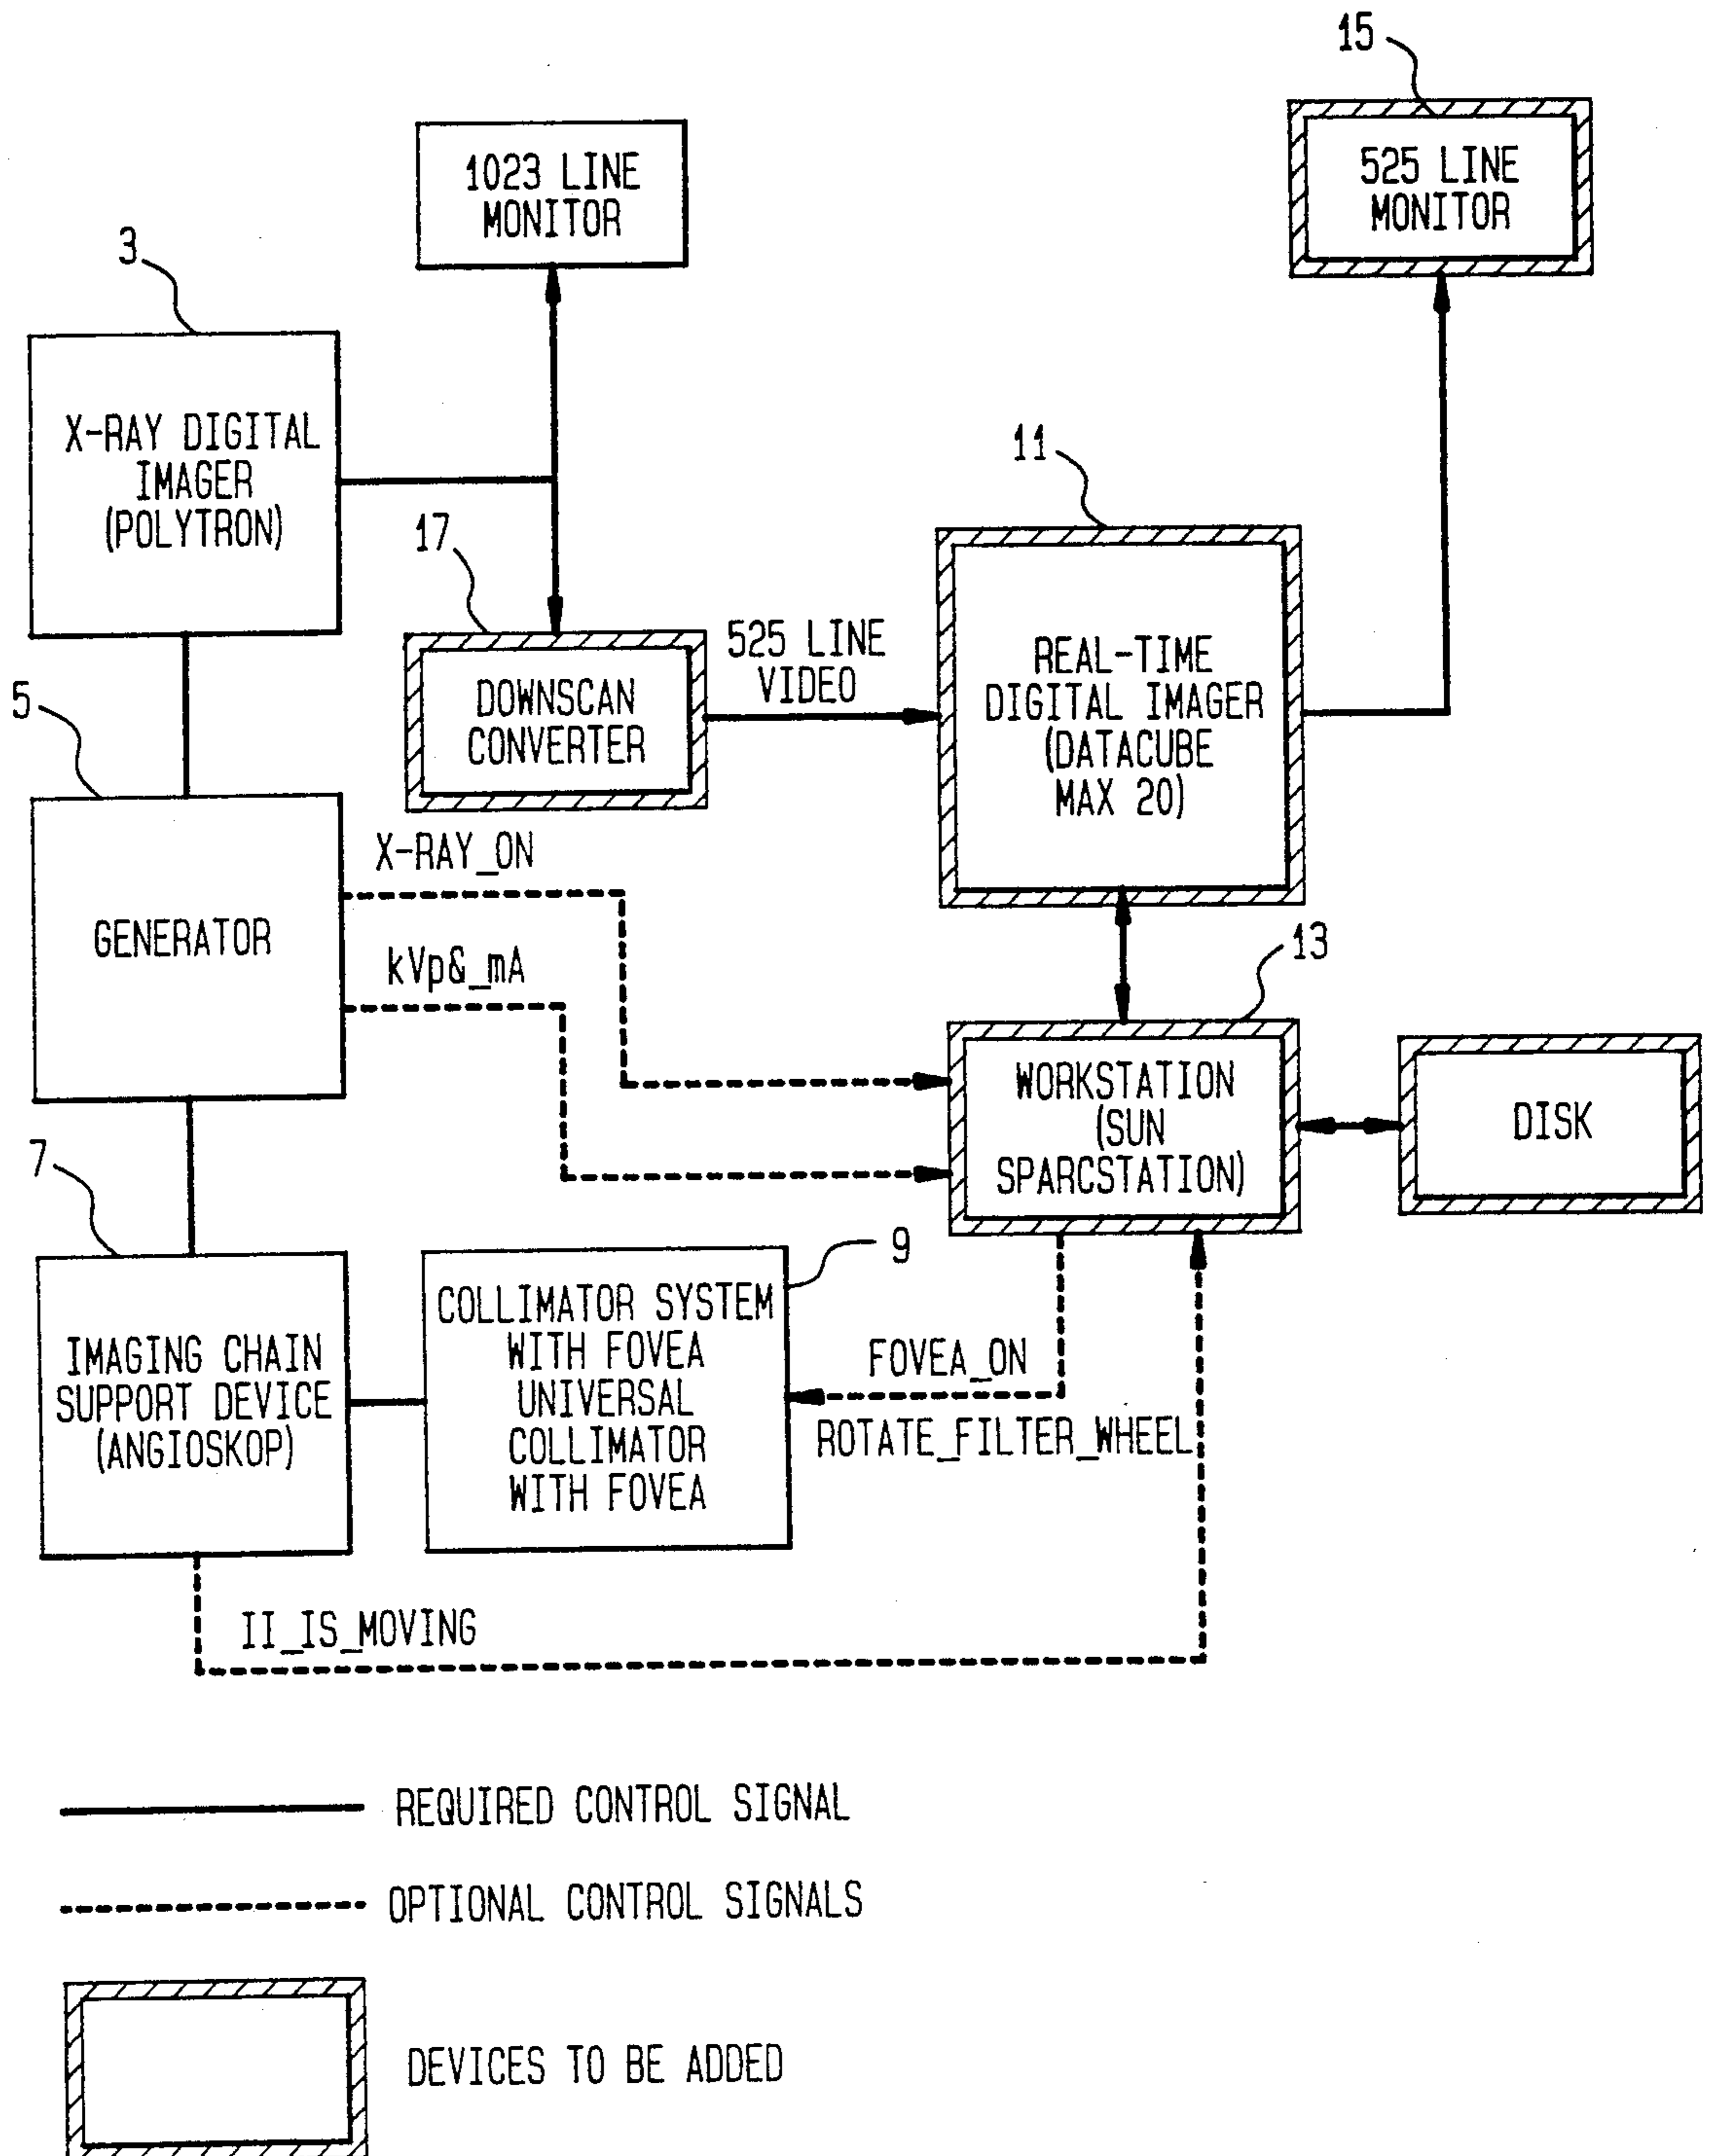 15
1023 LINE
MONITOR
525 LINE
MONITOR
3
X-RAY DIGITAL
IMAGER
(POLYTRON)
17
11
DOWNSCAN
CONVERTER
525 LINE
VIDEO
REAL-TIME
DIGITAL IMAGER
(DATACUBE
MAX 20)
5
GENERATOR
X-RAY_ON
kVp&_mA
13
WORKSTATION
(SUN
SPARCSTATION)
DISK
7
IMAGING CHAIN
SUPPORT DEVICE
(ANGIOSKOP)
9
COLLIMATOR SYSTEM
WITH FOVEA
UNIVERSAL
COLLIMATOR
WITH FOVEA
FOVEA_ON
ROTATE_FILTER_WHEEL
II_IS_MOVING
REQUIRED CONTROL SIGNAL
OPTIONAL CONTROL SIGNALS
DEVICES TO BE ADDED